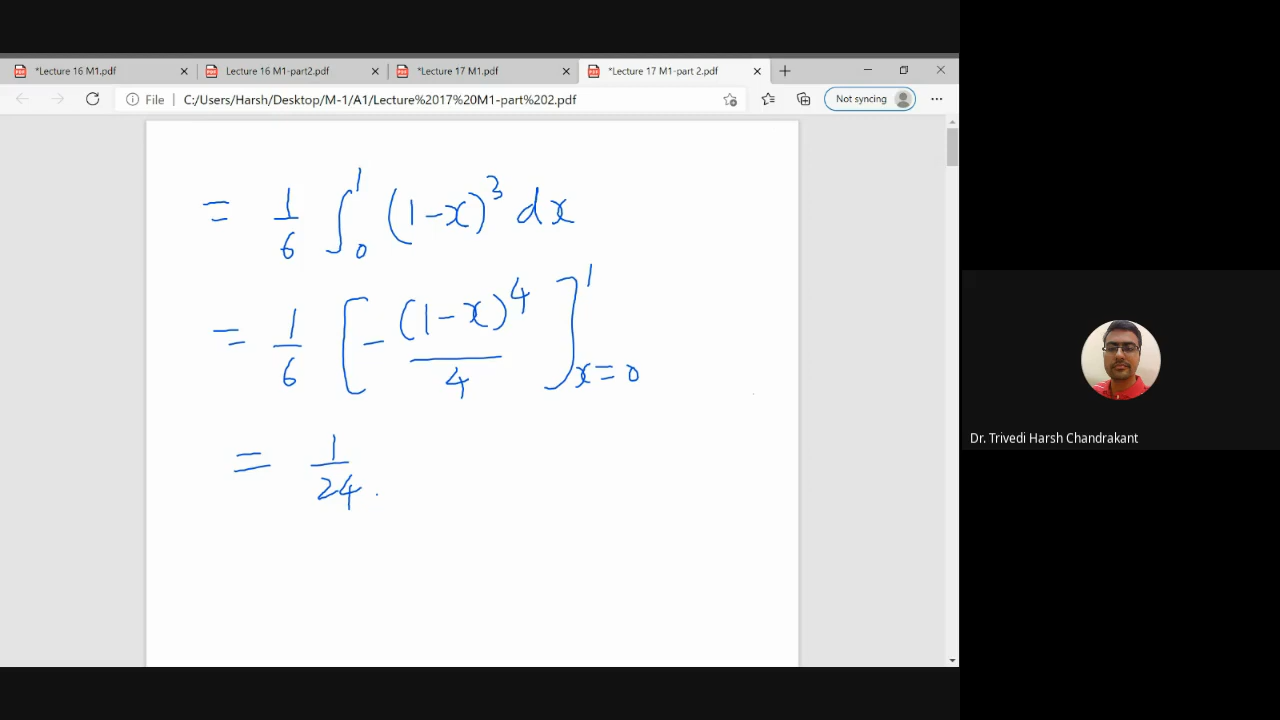 *Lecture 16 M1.pdf Lecture 16 M1-part2.pdf *Lecture 17 M1.pdf *Lecture 17 M1-part 2.pdf
File C:/Users/Harsh/Desktop/M-1/A1/Lecture%2017%20M1-part%202.pdf Not syncing
= 1/6 ∫₀¹ (1-x)³ dx
= 1/6 [-(1-x)⁴/4]¹ₓ₌₀
= 1/24.
Dr. Trivedi Harsh Chandrakant